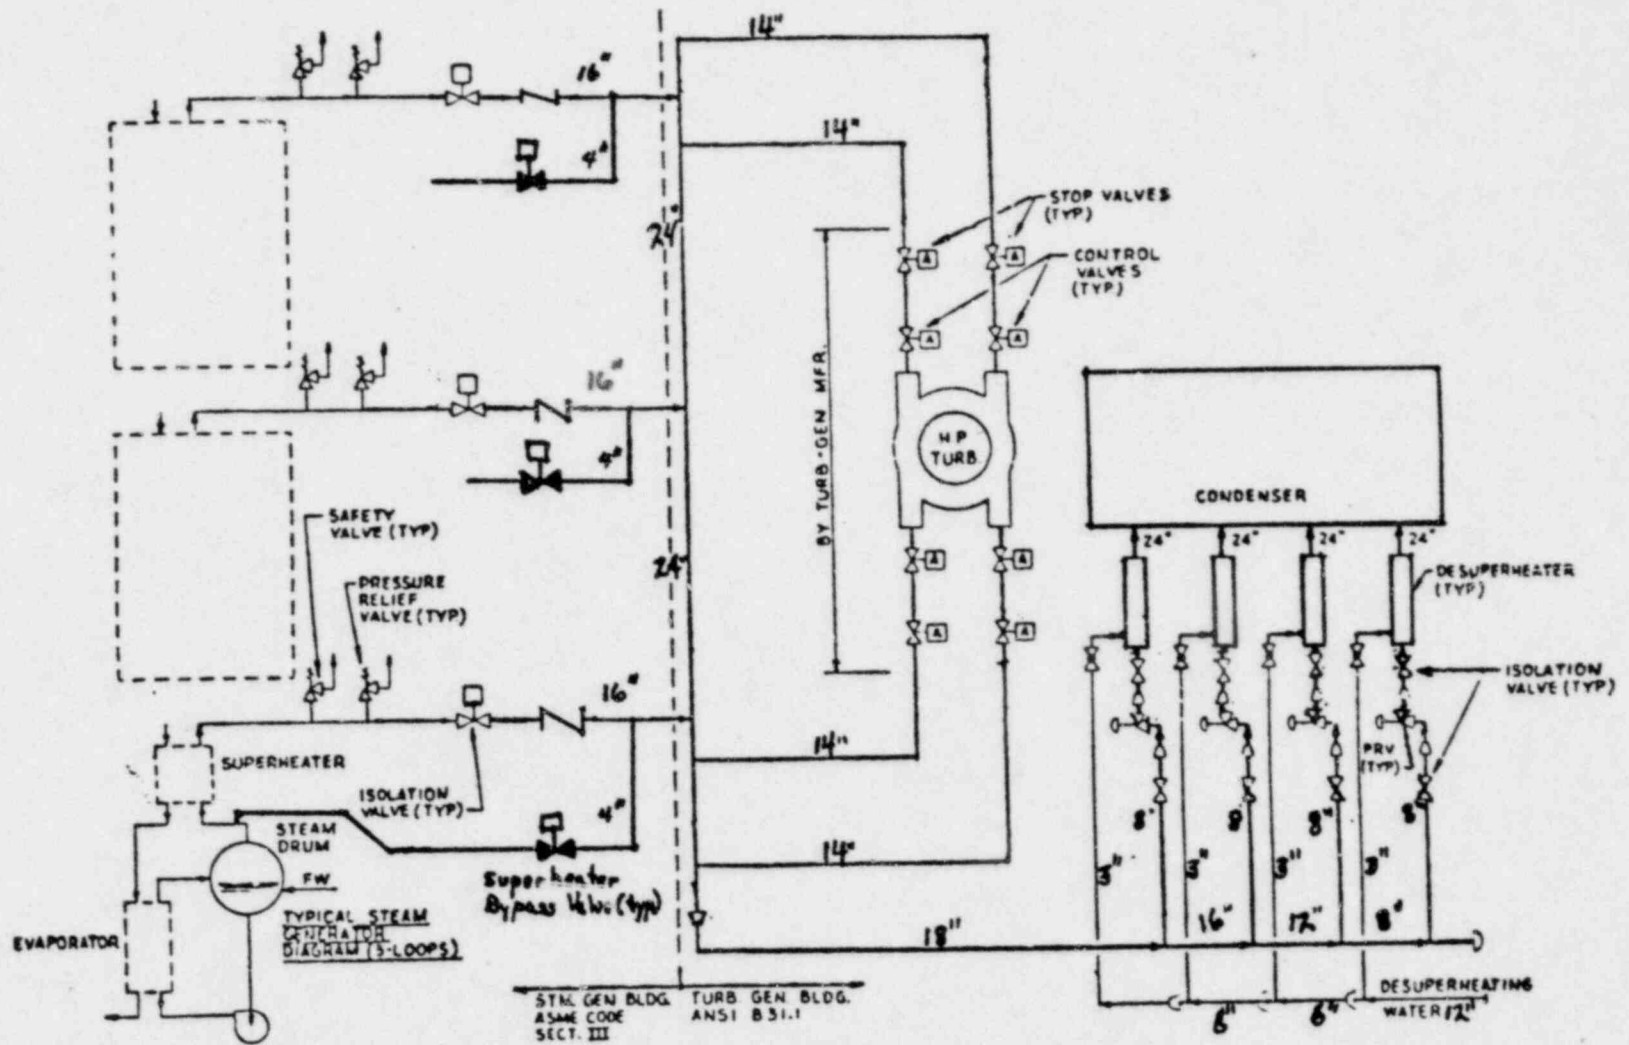 14"
16"
4"
14"
24"
STOP VALVES
(TYP)
CONTROL
VALVES
(TYP)
A
A
A
A
BY TURB-GEN MFR.
16"
4"
H.P
TURB.
CONDENSER
24"
24"
24"
24"
SAFETY
VALVE (TYP)
24"
PRESSURE
RELIEF
VALVE (TYP)
A
A
A
A
DESUPERHEATER
(TYP)
ISOLATION
VALVE (TYP)
16"
14"
SUPERHEATER
ISOLATION
VALVE (TYP)
4"
PRV
(TYP)
8"
8
8"
8
STEAM
DRUM
FW
14"
Superheater
Bypass Valve (typ)
3"
3"
3"
3"
TYPICAL STEAM
GENERATOR
DIAGRAM (3-LOOPS)
EVAPORATOR
18"
16"
12"
8"
STM. GEN BLDG.
ASME CODE
SECT. III
TURB. GEN BLDG.
ANSI B31.1
DESUPERHEATING
WATER 12"
6"
6"